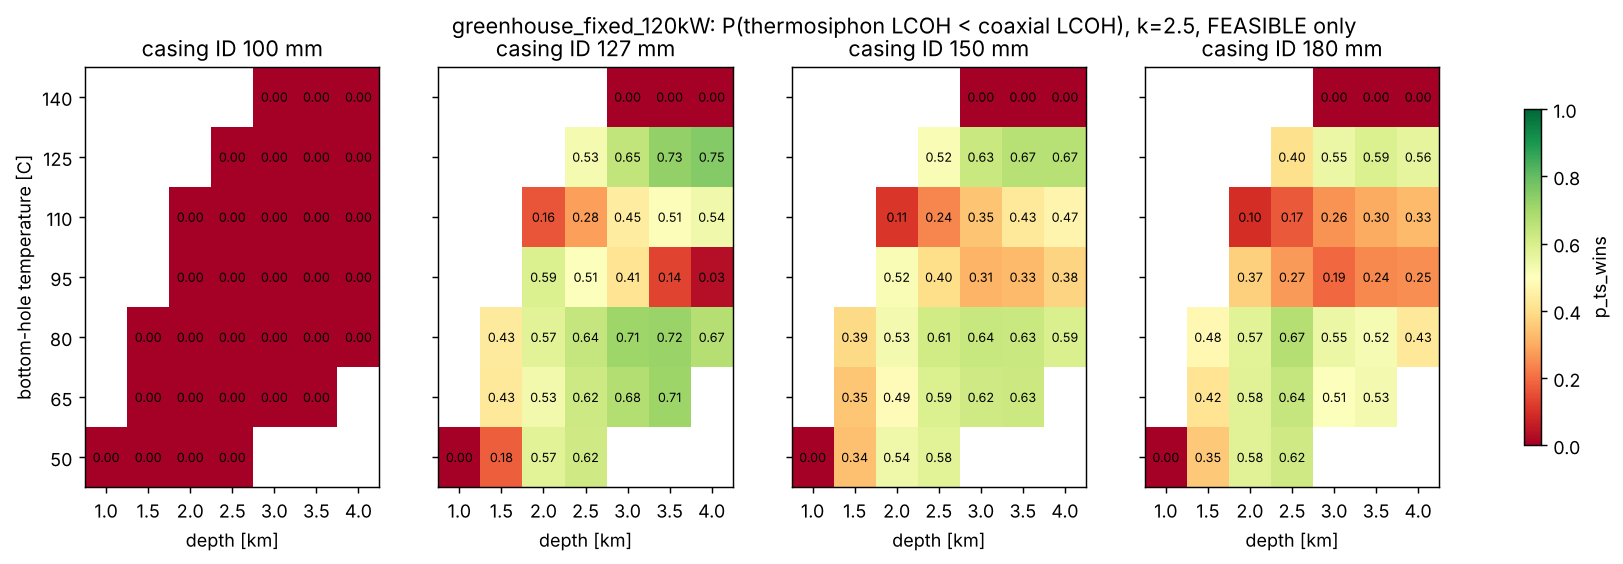 greenhouse_fixed_120kW: P(thermosiphon LCOH < coaxial LCOH), k=2.5, FEASIBLE only
casing ID 100 mm
casing ID 127 mm
casing ID 150 mm
casing ID 180 mm
bottom-hole temperature [C]
140
0.00 0.00 0.00
0.00 0.00 0.00
0.00 0.00 0.00
0.00 0.00 0.00
125
0.00 0.00 0.00 0.00
0.53 0.65 0.73 0.75
0.52 0.63 0.67 0.67
0.40 0.55 0.59 0.56
110
0.00 0.00 0.00 0.00 0.00
0.16 0.28 0.45 0.51 0.54
0.11 0.24 0.35 0.43 0.47
0.10 0.17 0.26 0.30 0.33
95
0.00 0.00 0.00 0.00 0.00
0.59 0.51 0.41 0.14 0.03
0.52 0.40 0.31 0.33 0.38
0.37 0.27 0.19 0.24 0.25
80
0.00 0.00 0.00 0.00 0.00 0.00
0.43 0.57 0.64 0.71 0.72 0.67
0.39 0.53 0.61 0.64 0.63 0.59
0.48 0.57 0.67 0.55 0.52 0.43
65
0.00 0.00 0.00 0.00 0.00
0.43 0.53 0.62 0.68 0.71
0.35 0.49 0.59 0.62 0.63
0.42 0.58 0.64 0.51 0.53
50
0.00 0.00 0.00 0.00
0.00 0.18 0.57 0.62
0.00 0.34 0.54 0.58
0.00 0.35 0.58 0.62
1.0 1.5 2.0 2.5 3.0 3.5 4.0
1.0 1.5 2.0 2.5 3.0 3.5 4.0
1.0 1.5 2.0 2.5 3.0 3.5 4.0
1.0 1.5 2.0 2.5 3.0 3.5 4.0
depth [km]
depth [km]
depth [km]
depth [km]
1.0
0.8
0.6
0.4
0.2
0.0
p_ts_wins